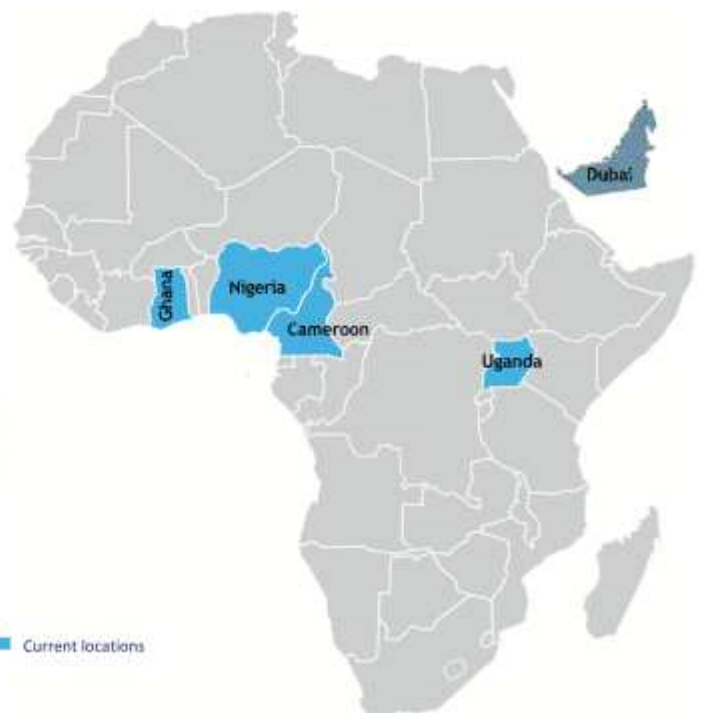 Dubai
Ghana
Nigeria
Cameroon
Uganda
Current locations